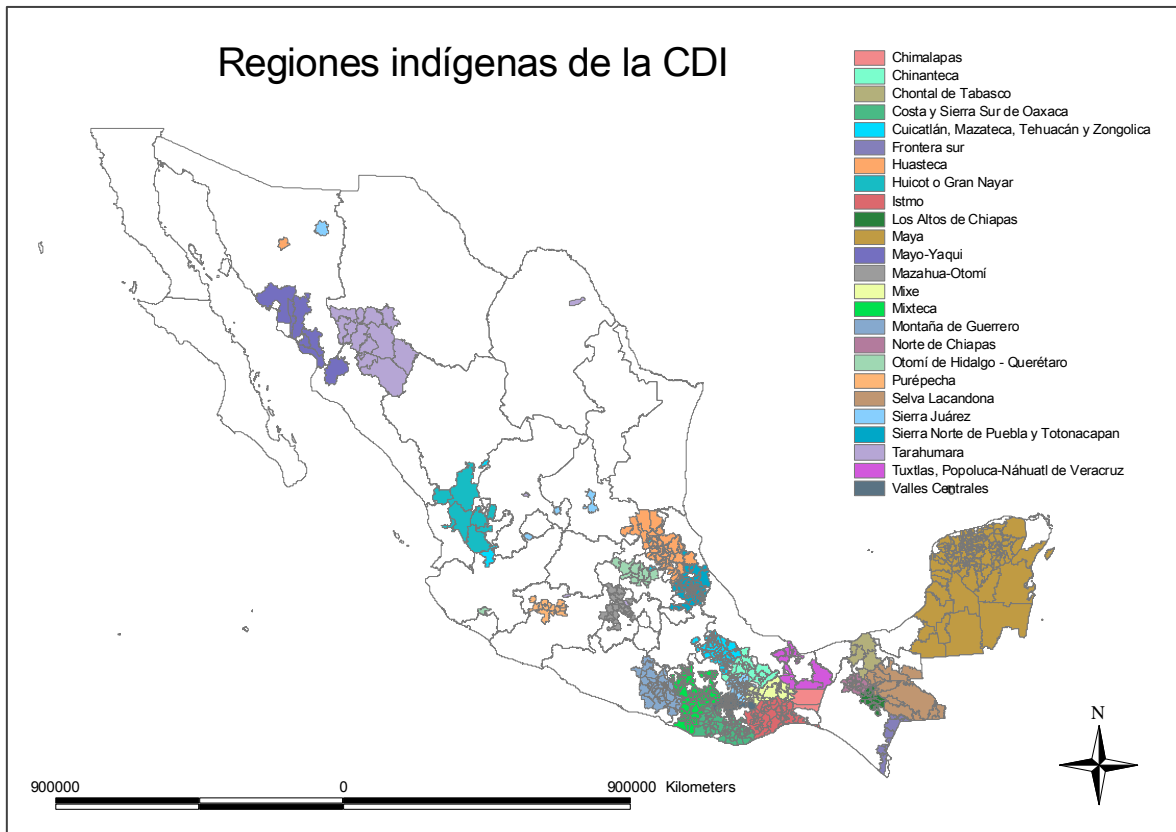 Regiones indígenas de la CDI
Chimalapas
Chinanteca
Chontal de Tabasco
Costa y Sierra Sur de Oaxaca
Cuicatlán, Mazateca, Tehuacán y Zongolica
Frontera sur
Huasteca
Huicot o Gran Nayar
Istmo
Los Altos de Chiapas
Maya
Mayo-Yaqui
Mazahua-Otomí
Mixe
Mixteca
Montaña de Guerrero
Norte de Chiapas
Otomí de Hidalgo - Querétaro
Purépecha
Selva Lacandona
Sierra Juárez
Sierra Norte de Puebla y Totonacapan
Tarahumara
Tuxtlas, Popoluca-Náhuatl de Veracruz
Valles Centrales
N
900000 0 900000 Kilometers